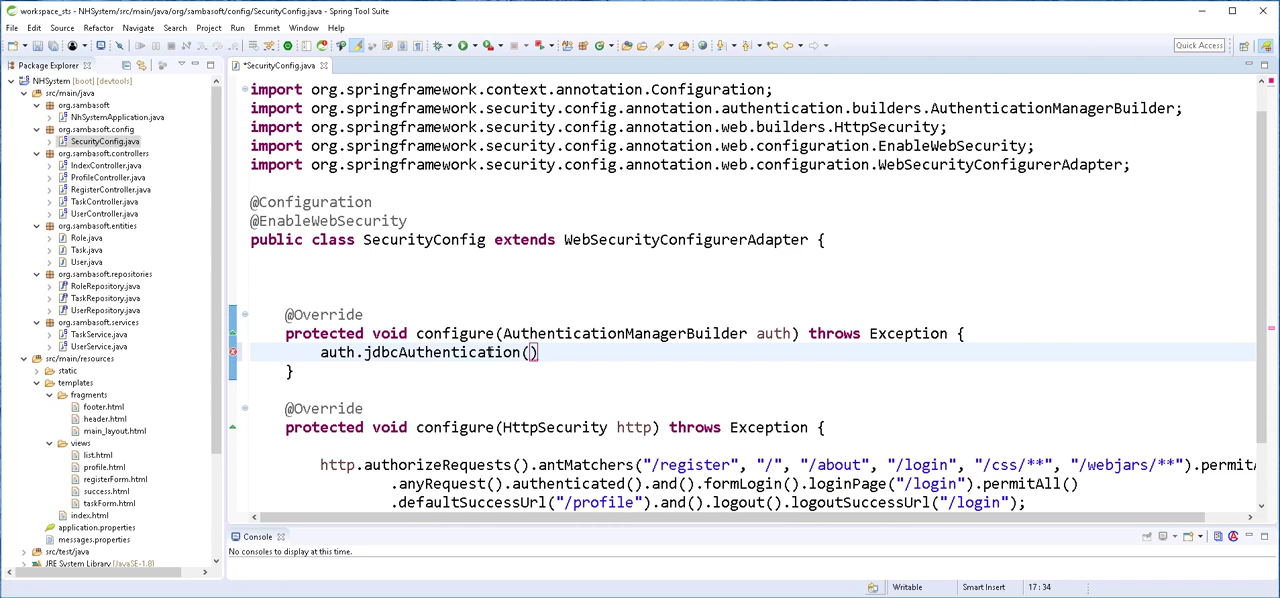 workspace_sts - NHSystem/src/main/java/org/sambasoft/config/SecurityConfig.java - Spring Tool Suite
File Edit Source Refactor Navigate Search Project Run Emmet Window Help
Quick Access
Package Explorer
*SecurityConfig.java
NHSystem [boot] [devtools]
src/main/java
org.sambasoft
NhSystemApplication.java
org.sambasoft.config
SecurityConfig.java
org.sambasoft.controllers
IndexController.java
ProfileController.java
RegisterController.java
TaskController.java
UserController.java
org.sambasoft.entities
Role.java
Task.java
User.java
org.sambasoft.repositories
RoleRepository.java
TaskRepository.java
UserRepository.java
org.sambasoft.services
TaskService.java
UserService.java
src/main/resources
static
templates
fragments
footer.html
header.html
main_layout.html
views
list.html
profile.html
registerForm.html
success.html
taskForm.html
index.html
application.properties
messages.properties
src/test/java
JRE System Library [JavaSE-1.8]
import org.springframework.context.annotation.Configuration;
import org.springframework.security.config.annotation.authentication.builders.AuthenticationManagerBuilder;
import org.springframework.security.config.annotation.web.builders.HttpSecurity;
import org.springframework.security.config.annotation.web.configuration.EnableWebSecurity;
import org.springframework.security.config.annotation.web.configuration.WebSecurityConfigurerAdapter;
@Configuration
@EnableWebSecurity
public class SecurityConfig extends WebSecurityConfigurerAdapter {
@Override
protected void configure(AuthenticationManagerBuilder auth) throws Exception {
auth.jdbcAuthentication()
}
@Override
protected void configure(HttpSecurity http) throws Exception {
http.authorizeRequests().antMatchers("/register", "/", "/about", "/login", "/css/**", "/webjars/**").permitA
.anyRequest().authenticated().and().formLogin().loginPage("/login").permitAll()
.defaultSuccessUrl("/profile").and().logout().logoutSuccessUrl("/login");
Console
No consoles to display at this time.
Writable Smart Insert 17 : 34